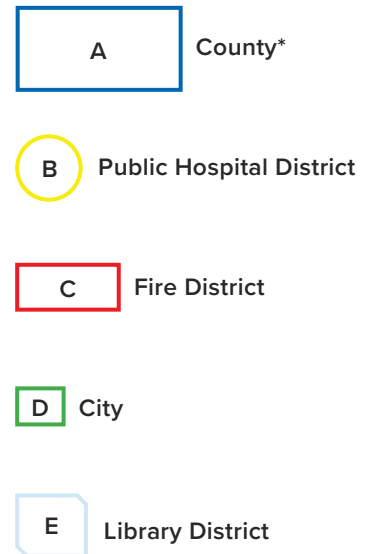 A County*
B Public Hospital District
C Fire District
D City
E Library District